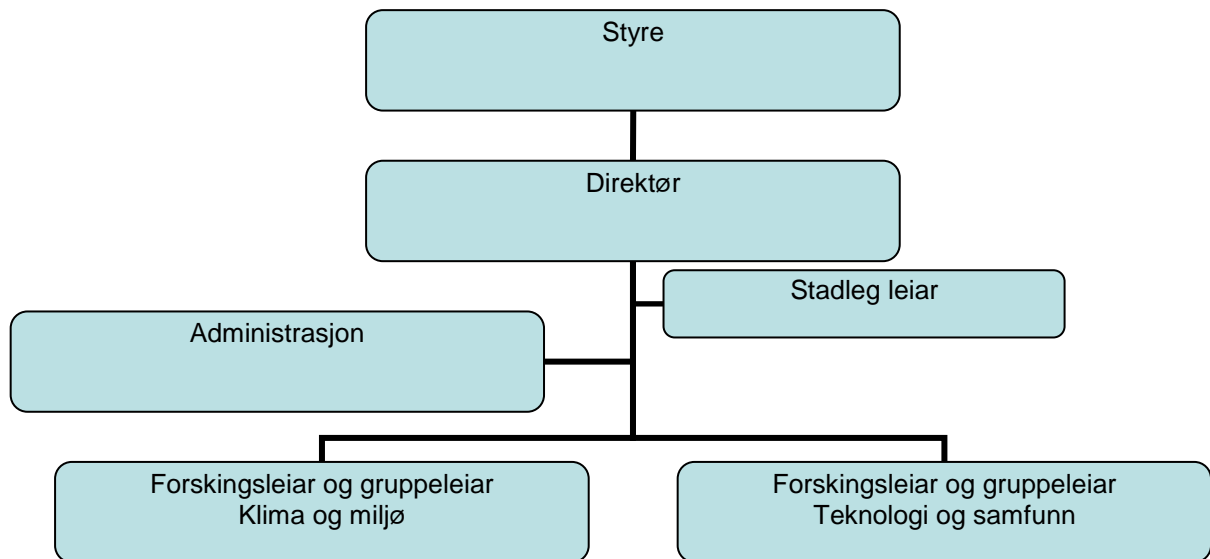 Styre
Direktør
Stadleg leiar
Administrasjon
Forskingsleiar og gruppeleiar
Klima og miljø
Forskingsleiar og gruppeleiar
Teknologi og samfunn